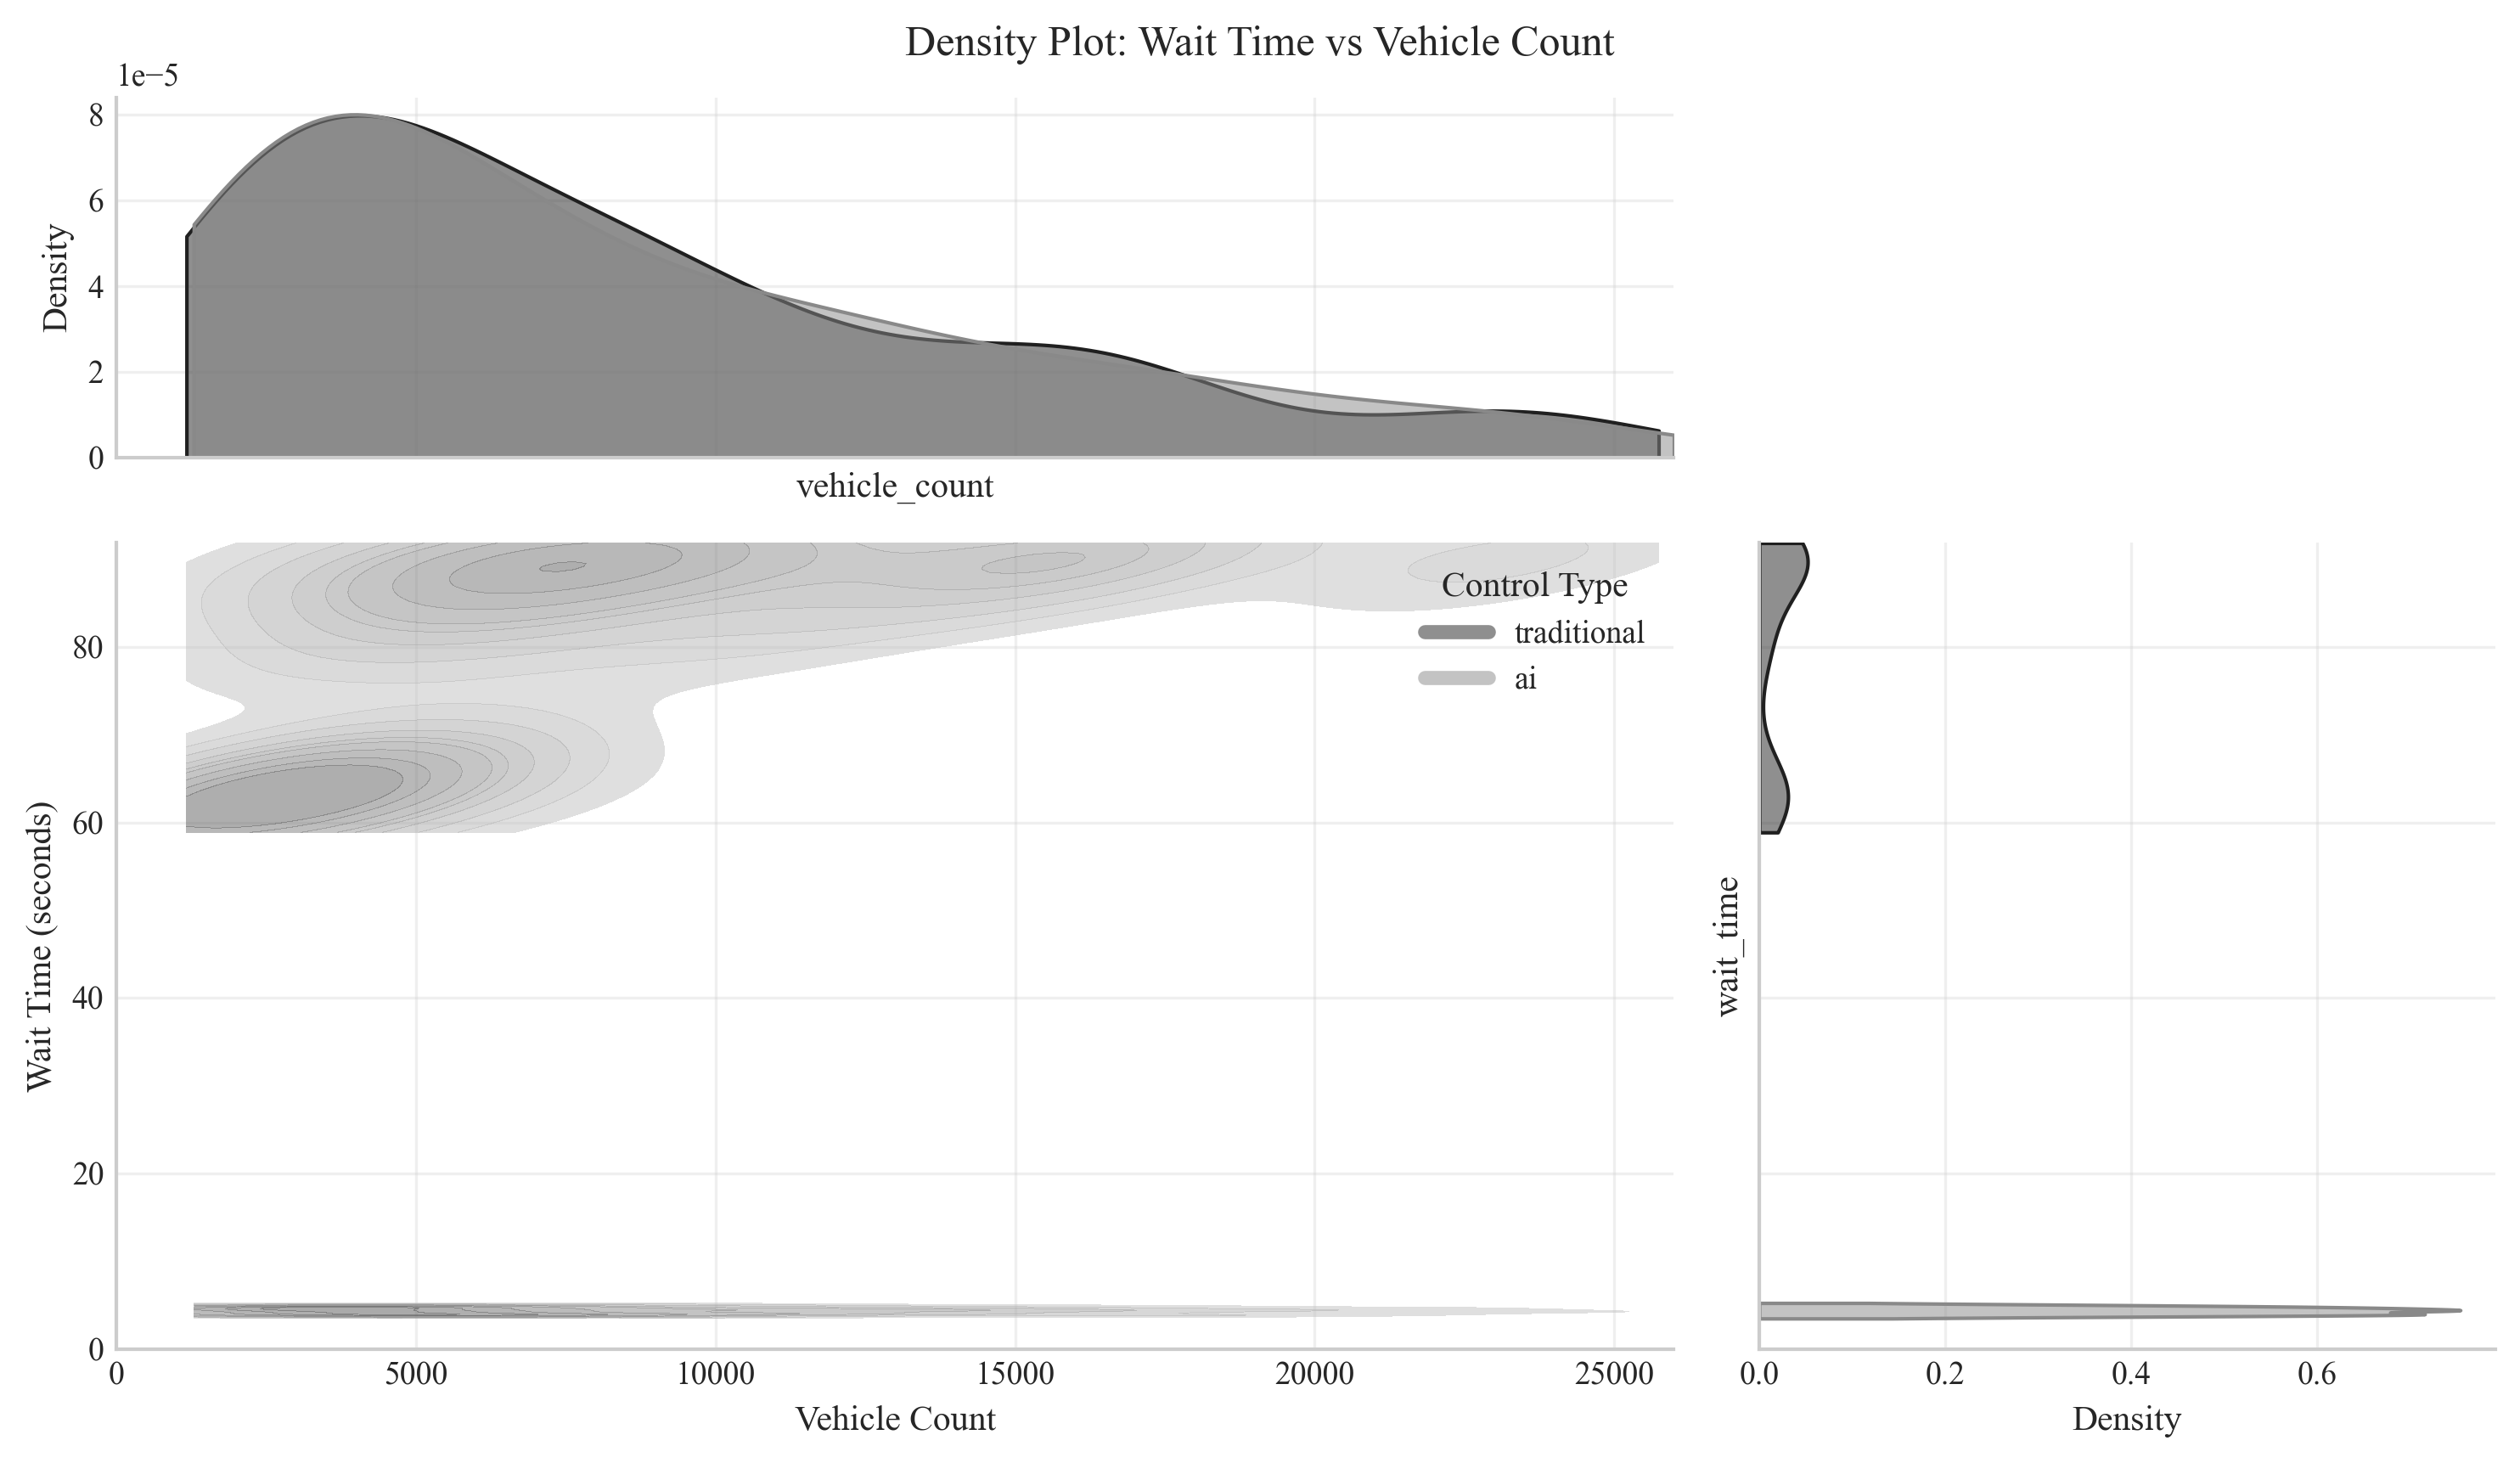 Density Plot: Wait Time vs Vehicle Count
1e−5
8
6
4
2
0
Density
vehicle_count
Wait Time (seconds)
80
60
40
20
0
Control Type
traditional
ai
0 5000 10000 15000 20000 25000
Vehicle Count
wait_time
0.0 0.2 0.4 0.6
Density